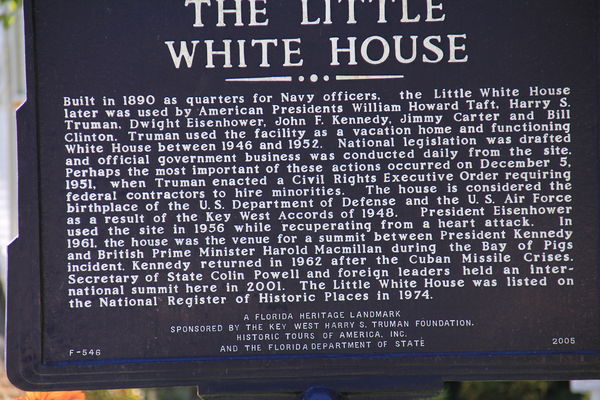 THE LITTLE
WHITE HOUSE
Built in 1890 as quarters for Navy officers, the Little White House
later was used by American Presidents William Howard Taft, Harry S.
Truman, Dwight Eisenhower, John F. Kennedy, Jimmy Carter and Bill
Clinton. Truman used the facility as a vacation home and functioning
White House between 1946 and 1952. National legislation was drafted
and official government business was conducted daily from the site.
Perhaps the most important of these actions occurred on December 5,
1951, when Truman enacted a Civil Rights Executive Order requiring
federal contractors to hire minorities. The house is considered the
birthplace of the U.S. Department of Defense and the U.S. Air Force
as a result of the Key West Accords of 1948. President Eisenhower
used the site in 1956 while recuperating from a heart attack. In
1961, the house was the venue for a summit between President Kennedy
and British Prime Minister Harold Macmillan during the Bay of Pigs
incident. Kennedy returned in 1962 after the Cuban Missile Crises.
Secretary of State Colin Powell and foreign leaders held an inter-
national summit here in 2001. The Little White House was listed on
the National Register of Historic Places in 1974.
A FLORIDA HERITAGE LANDMARK
SPONSORED BY THE KEY WEST HARRY S. TRUMAN FOUNDATION,
HISTORIC TOURS OF AMERICA, INC.
AND THE FLORIDA DEPARTMENT OF STATE
F-546 2005